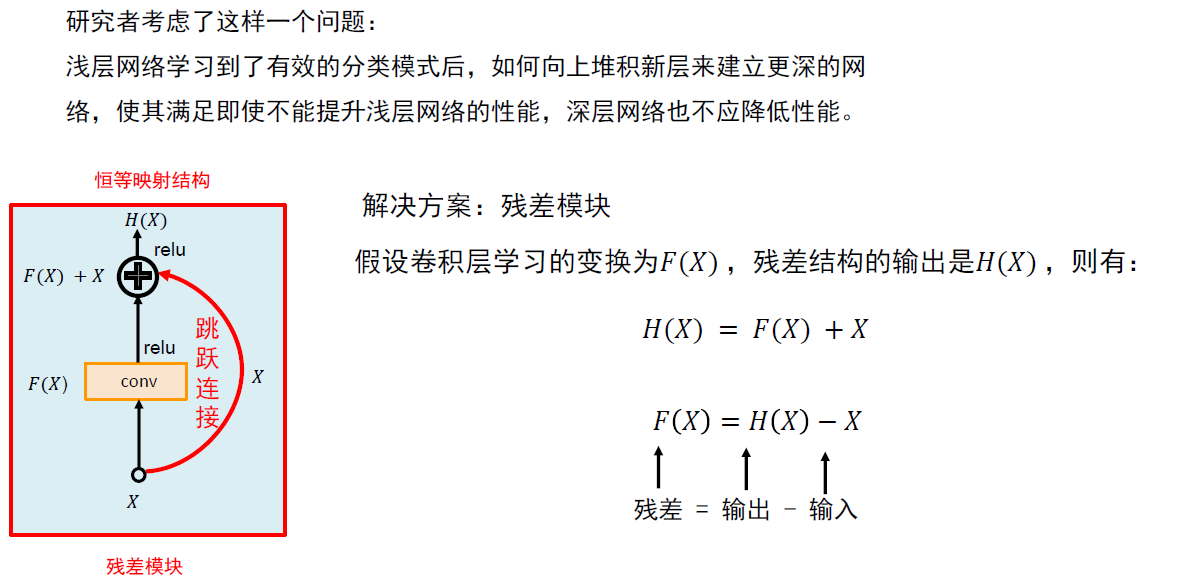 研究者考虑了这样一个问题：
浅层网络学习到了有效的分类模式后，如何向上堆积新层来建立更深的网
络，使其满足即使不能提升浅层网络的性能，深层网络也不应降低性能。
恒等映射结构
H(X)
relu
F(X) + X
relu
跳跃连接
F(X)
conv
X
X
残差模块
解决方案：残差模块
假设卷积层学习的变换为F(X)，残差结构的输出是H(X)，则有：
H(X) = F(X) + X
F(X) = H(X) − X
残差 = 输出 - 输入